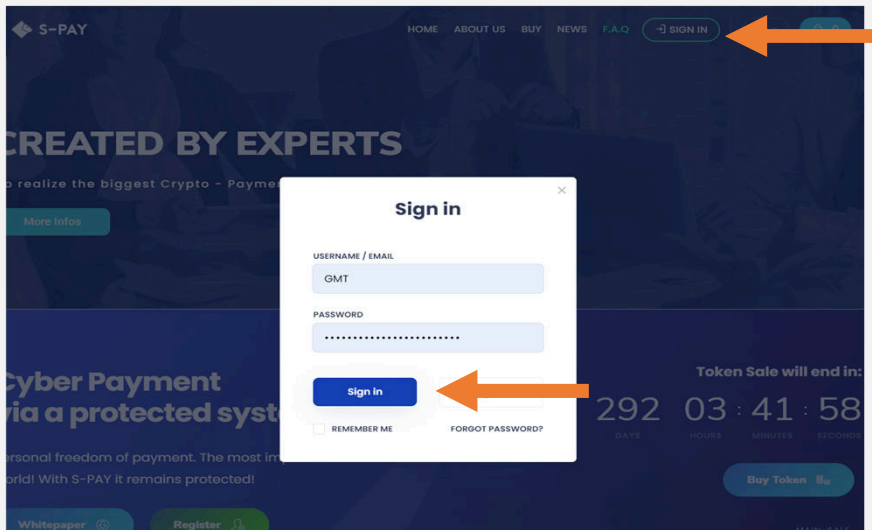 S-PAY
HOME ABOUT US BUY NEWS F.A.Q SIGN IN
CREATED BY EXPERTS
o realize the biggest Crypto - Payme
More Infos
Sign in
USERNAME / EMAIL
GMT
PASSWORD
Sign in
REMEMBER ME FORGOT PASSWORD?
Cyber Payment
via a protected syst
ersonal freedom of payment. The most im
orld! With S-PAY it remains protected!
Whitepaper Register
Token Sale will end in:
292 03 : 41 : 58
DAYS HOURS MINUTES SECONDS
Buy Token
MAIN SALE